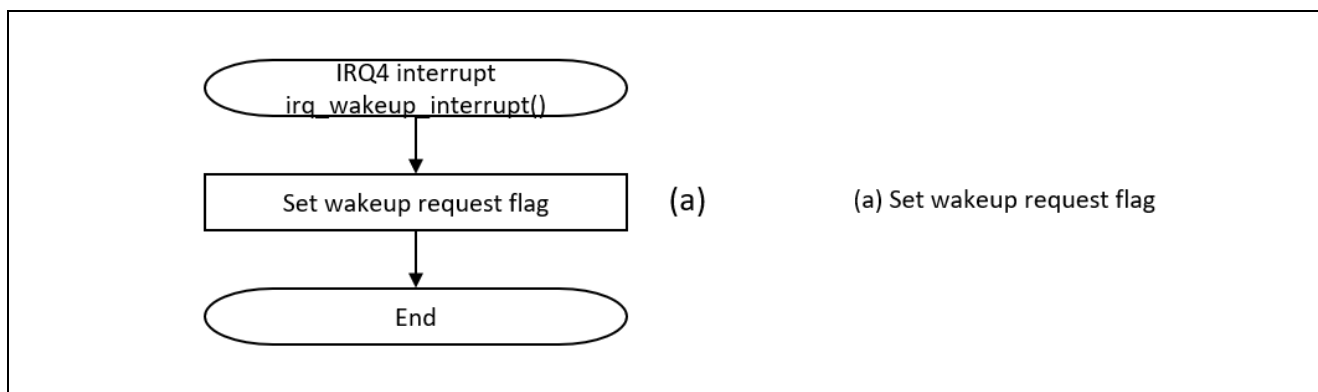 IRQ4 interrupt
irq_wakeup_interrupt()
Set wakeup request flag
(a)
(a) Set wakeup request flag
End